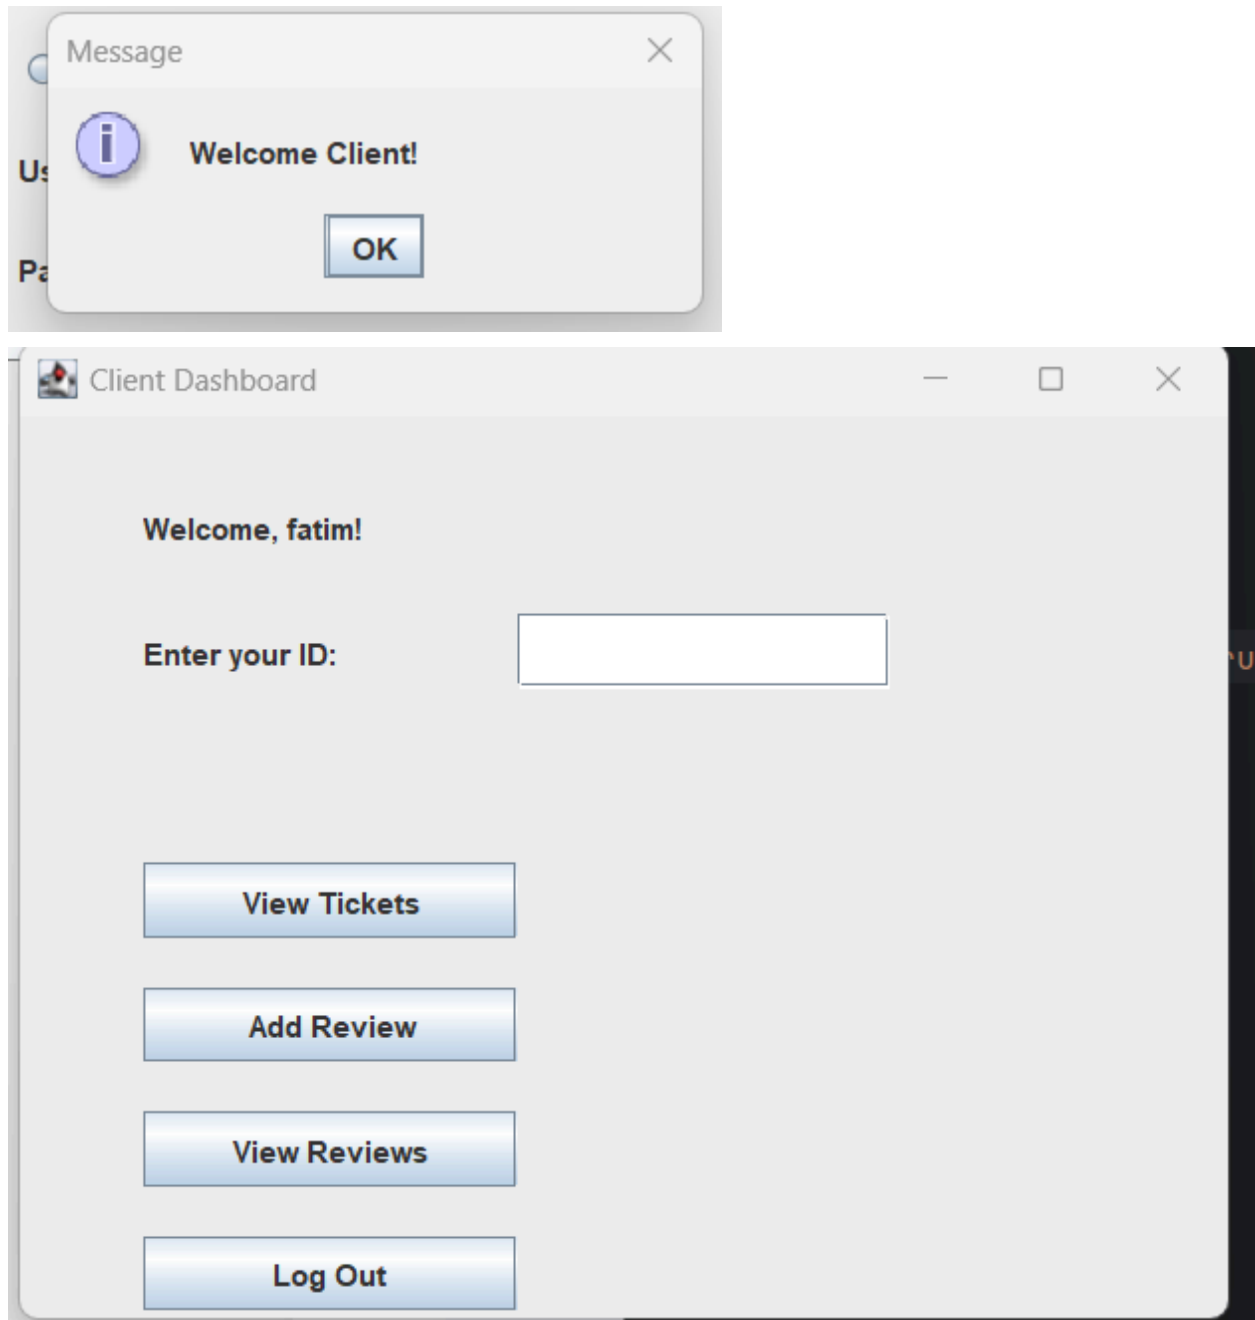 Message
i
Welcome Client!
OK
Client Dashboard
Welcome, fatim!
Enter your ID:
View Tickets
Add Review
View Reviews
Log Out